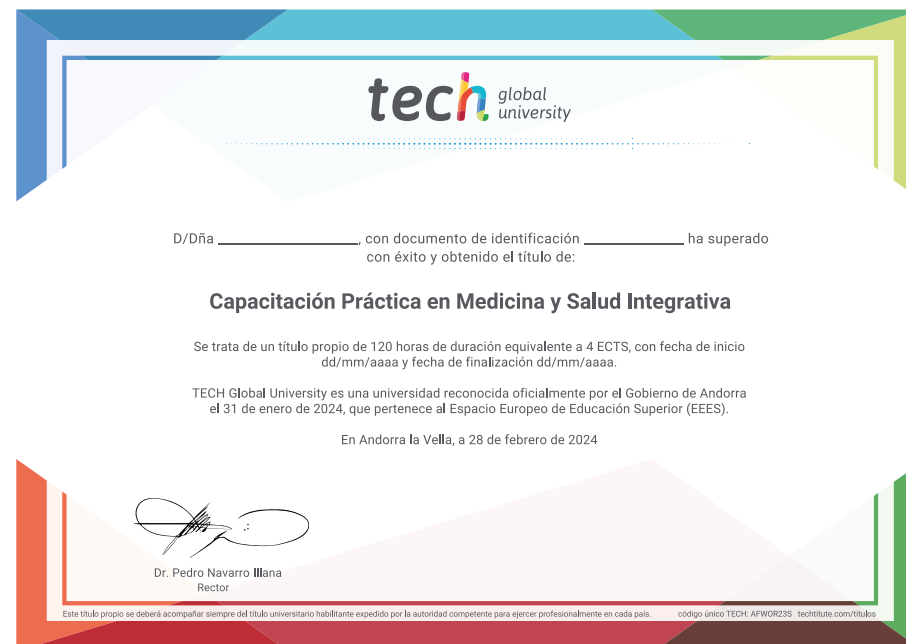 tech global
university
D/Dña ______________, con documento de identificación __________ ha superado
con éxito y obtenido el título de:
Capacitación Práctica en Medicina y Salud Integrativa
Se trata de un título propio de 120 horas de duración equivalente a 4 ECTS, con fecha de inicio
dd/mm/aaaa y fecha de finalización dd/mm/aaaa.
TECH Global University es una universidad reconocida oficialmente por el Gobierno de Andorra
el 31 de enero de 2024, que pertenece al Espacio Europeo de Educación Superior (EEES).
En Andorra la Vella, a 28 de febrero de 2024
Dr. Pedro Navarro Illana
Rector
Este título propio se deberá acompañar siempre del título universitario habilitante expedido por la autoridad competente para ejercer profesionalmente en cada país. código único TECH: AFWOR23S techtitute.com/titulos